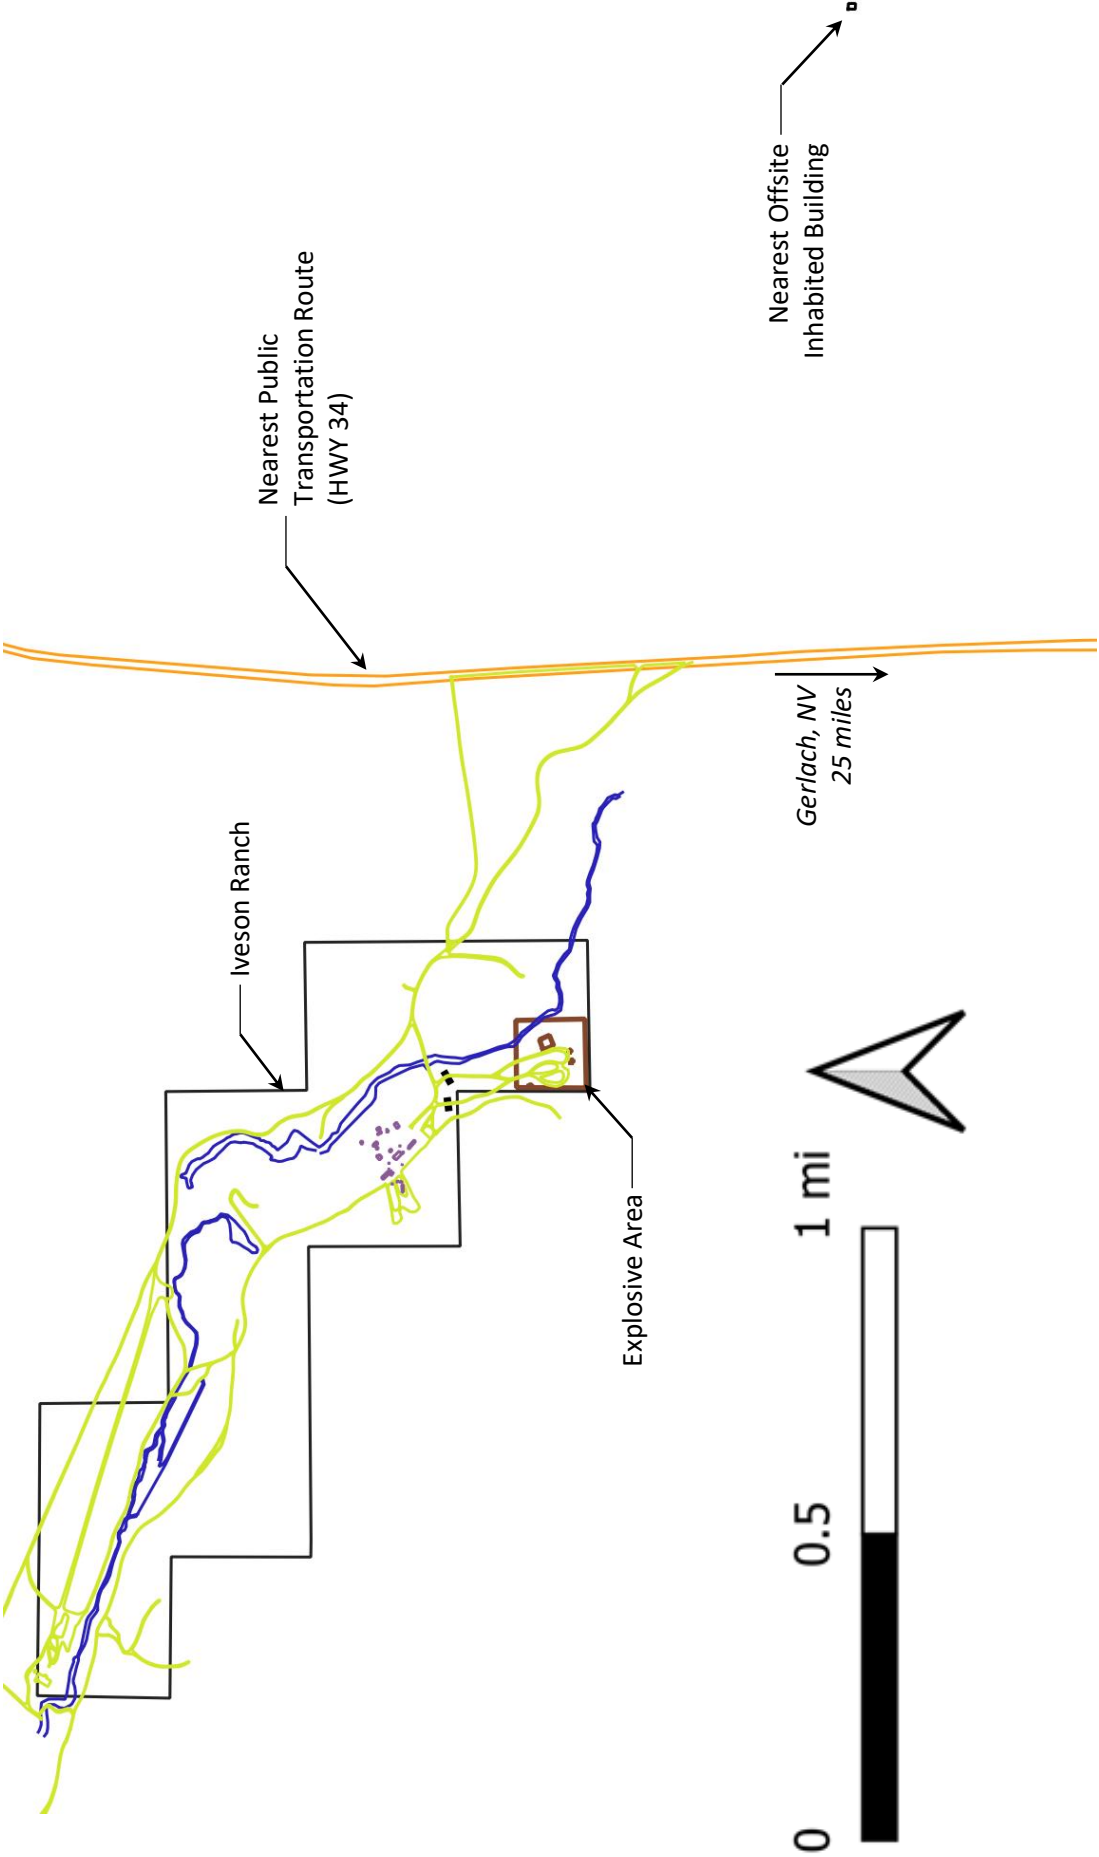 Nearest Offsite
Inhabited Building
Nearest Public
Transportation Route
(HWY 34)
Gerlach, NV
25 miles
Iveson Ranch
Explosive Area
0
0.5
1 mi